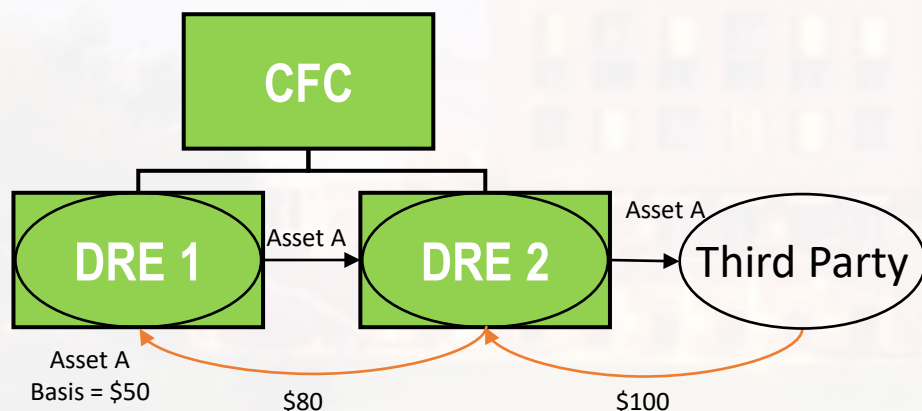 CFC
DRE 1
Asset A
DRE 2
Asset A
Third Party
Asset A
Basis = $50
$80
$100